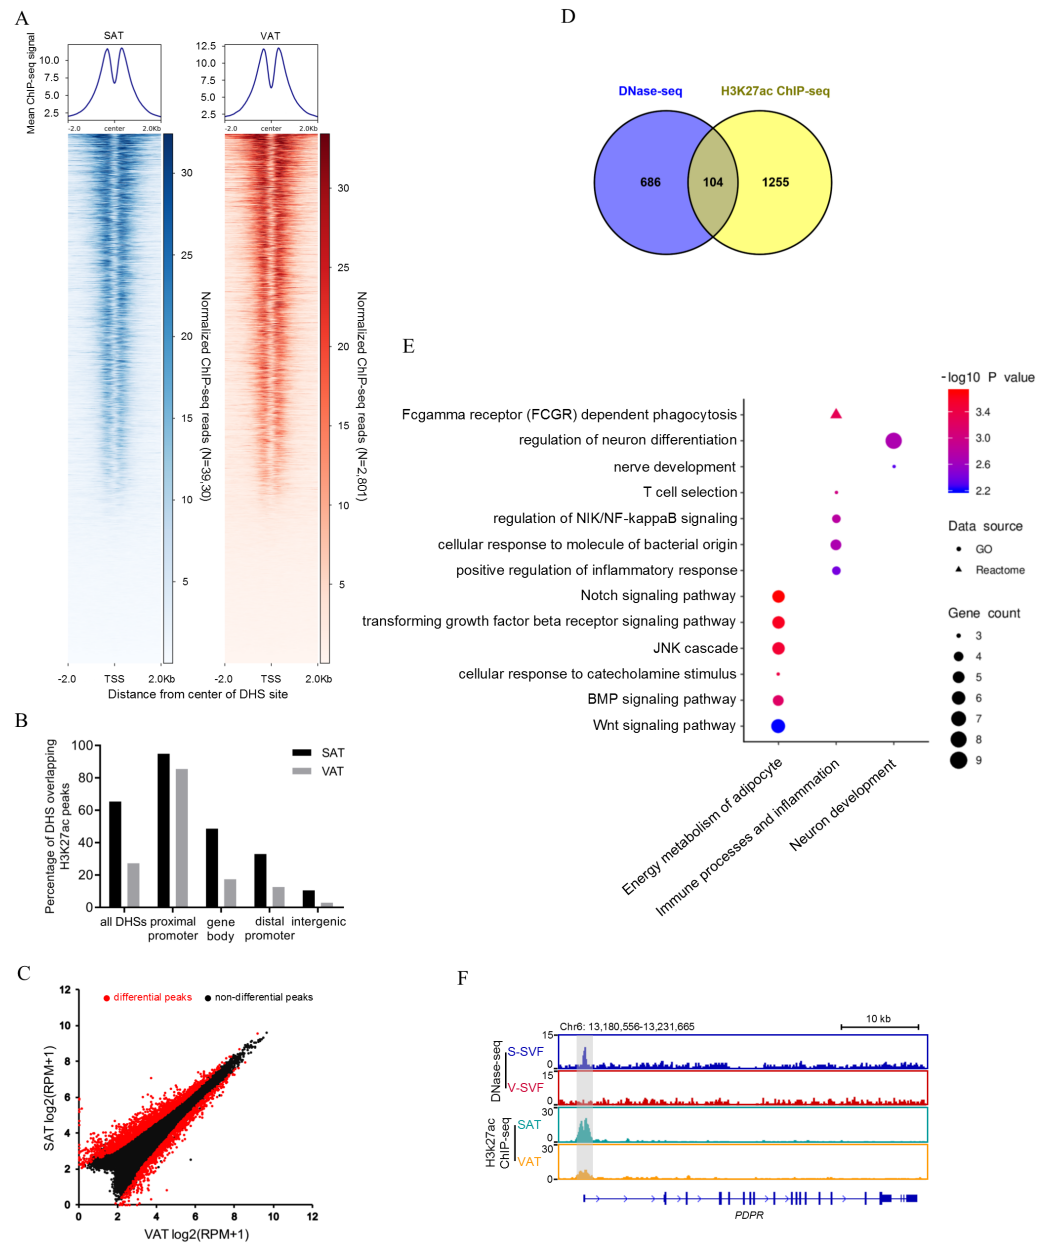 A
SAT
VAT
Mean ChIP-seq signal
10.0
7.5
5.0
2.5
12.5
10.0
7.5
5.0
2.5
-2.0 center 2.0Kb
-2.0 center 2.0Kb
30
25
20
15
10
5
Normalized ChIP-seq reads (N=39,30)
30
25
20
15
10
5
Normalized ChIP-seq reads (N=2,801)
-2.0 TSS 2.0Kb
-2.0 TSS 2.0Kb
Distance from center of DHS site
B
Percentage of DHS overlapping
H3K27ac peaks
100
80
60
40
20
0
SAT
VAT
all DHSs proximal gene distal intergenic
promoter body promoter
C
SAT log2(RPM+1)
12
10
8
6
4
2
0
differential peaks
non-differential peaks
0 2 4 6 8 10 12
VAT log2(RPM+1)
D
DNase-seq
H3K27ac ChIP-seq
686
104
1255
E
Fcgamma receptor (FCGR) dependent phagocytosis
regulation of neuron differentiation
nerve development
T cell selection
regulation of NIK/NF-kappaB signaling
cellular response to molecule of bacterial origin
positive regulation of inflammatory response
Notch signaling pathway
transforming growth factor beta receptor signaling pathway
JNK cascade
cellular response to catecholamine stimulus
BMP signaling pathway
Wnt signaling pathway
Energy metabolism of adipocyte
Immune processes and inflammation
Neuron development
-log10 P value
3.4
3.0
2.6
2.2
Data source
GO
Reactome
Gene count
3
4
5
6
7
8
9
F
Chr6: 13,180,556-13,231,665
10 kb
DNase-seq
S-SVF
15
0
V-SVF
15
0
H3k27ac
ChIP-seq
SAT
30
0
VAT
30
0
PDPR